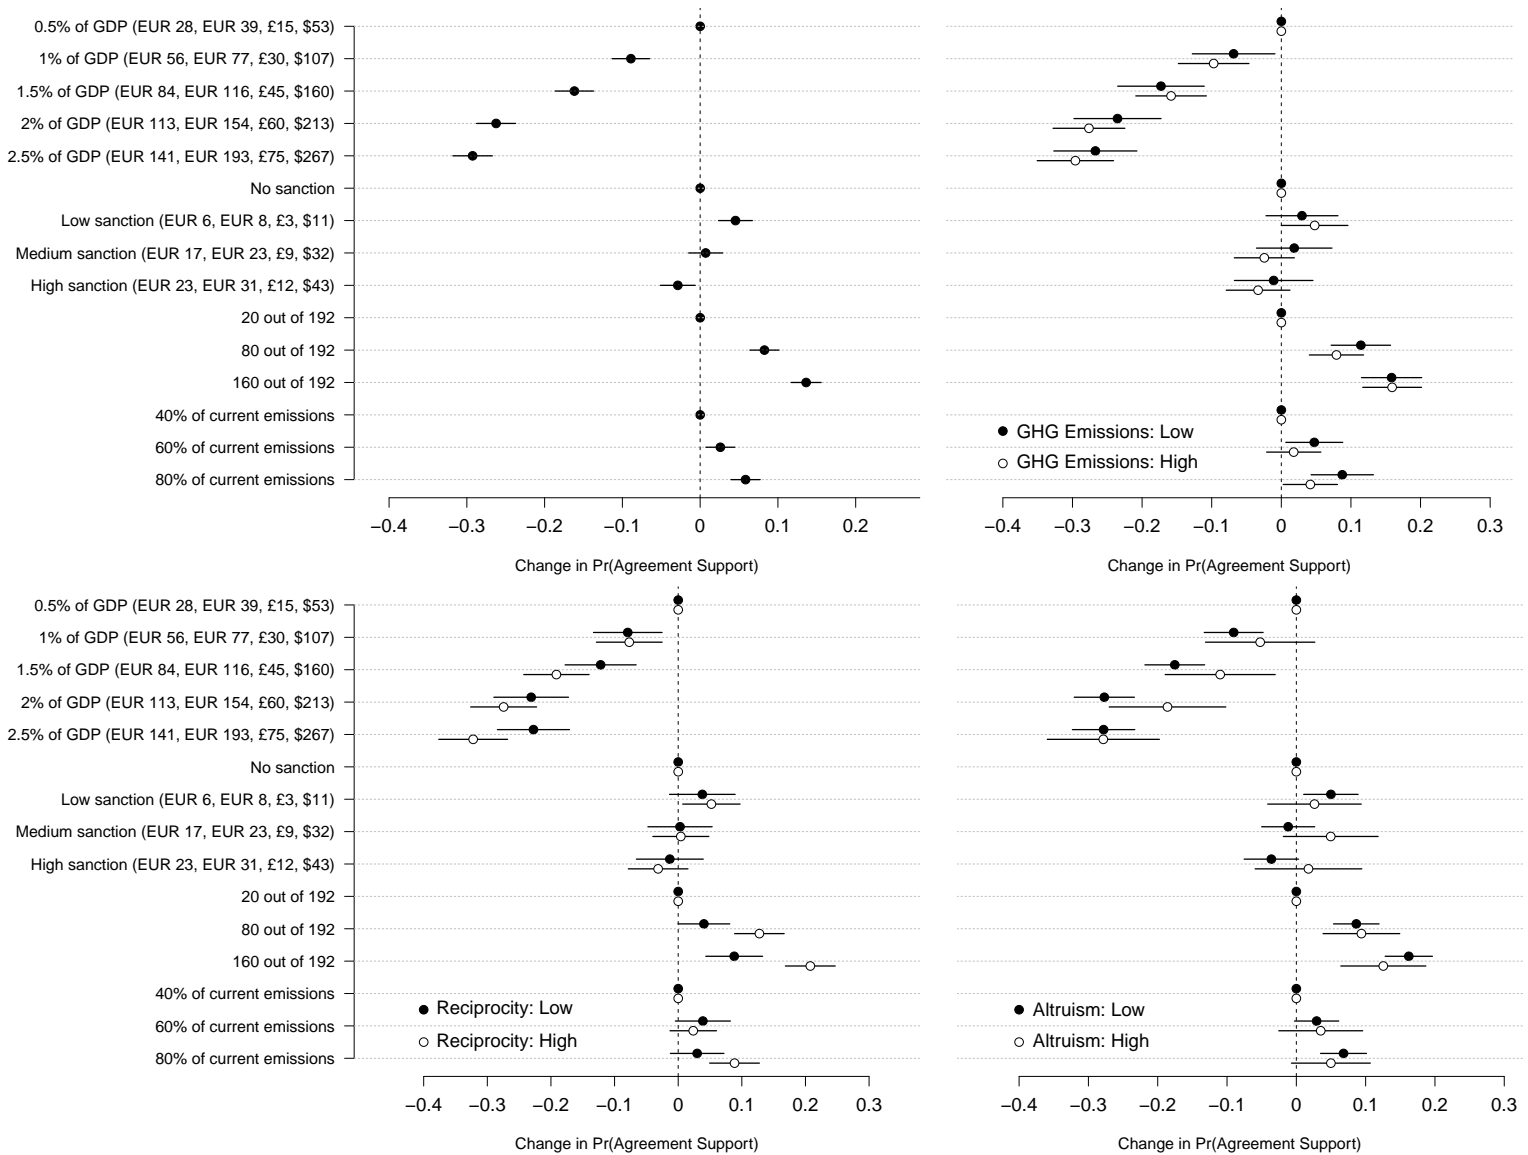 0.5% of GDP (EUR 28, EUR 39, £15, $53)
1% of GDP (EUR 56, EUR 77, £30, $107)
1.5% of GDP (EUR 84, EUR 116, £45, $160)
2% of GDP (EUR 113, EUR 154, £60, $213)
2.5% of GDP (EUR 141, EUR 193, £75, $267)
No sanction
Low sanction (EUR 6, EUR 8, £3, $11)
Medium sanction (EUR 17, EUR 23, £9, $32)
High sanction (EUR 23, EUR 31, £12, $43)
20 out of 192
80 out of 192
160 out of 192
40% of current emissions
60% of current emissions
80% of current emissions
−0.4 −0.3 −0.2 −0.1 0 0.1 0.2
Change in Pr(Agreement Support)
GHG Emissions: Low
GHG Emissions: High
−0.4 −0.3 −0.2 −0.1 0 0.1 0.2 0.3
Change in Pr(Agreement Support)
0.5% of GDP (EUR 28, EUR 39, £15, $53)
1% of GDP (EUR 56, EUR 77, £30, $107)
1.5% of GDP (EUR 84, EUR 116, £45, $160)
2% of GDP (EUR 113, EUR 154, £60, $213)
2.5% of GDP (EUR 141, EUR 193, £75, $267)
No sanction
Low sanction (EUR 6, EUR 8, £3, $11)
Medium sanction (EUR 17, EUR 23, £9, $32)
High sanction (EUR 23, EUR 31, £12, $43)
20 out of 192
80 out of 192
160 out of 192
40% of current emissions
60% of current emissions
80% of current emissions
Reciprocity: Low
Reciprocity: High
−0.4 −0.3 −0.2 −0.1 0 0.1 0.2 0.3
Change in Pr(Agreement Support)
Altruism: Low
Altruism: High
−0.4 −0.3 −0.2 −0.1 0 0.1 0.2 0.3
Change in Pr(Agreement Support)